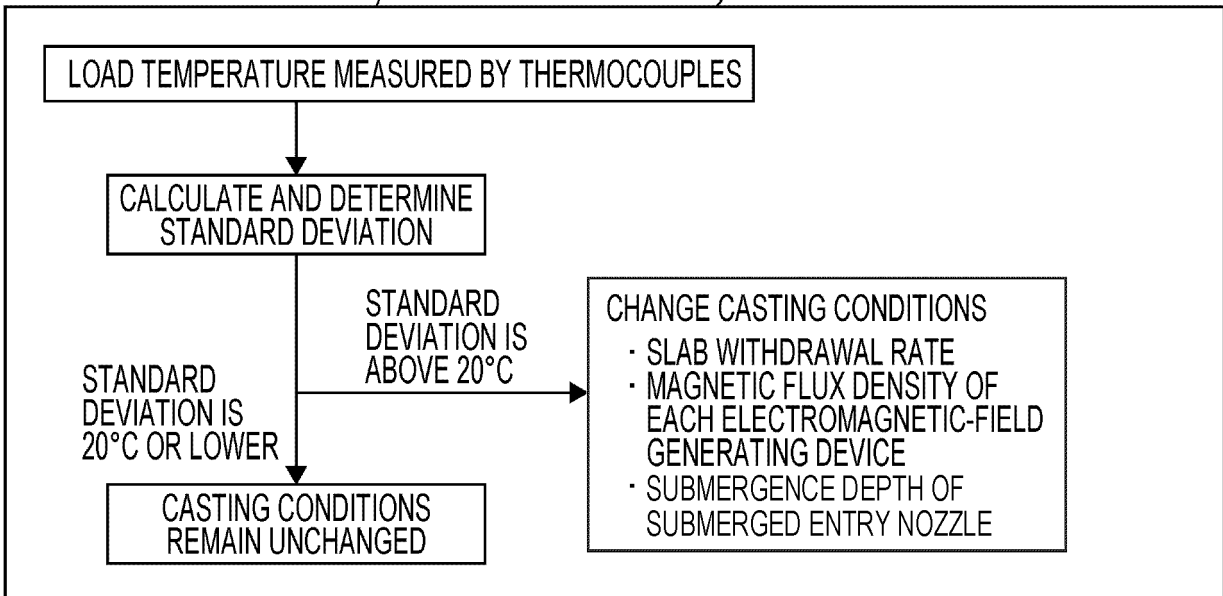 LOAD TEMPERATURE MEASURED BY THERMOCOUPLES
CALCULATE AND DETERMINE
STANDARD DEVIATION
STANDARD
DEVIATION IS
ABOVE 20°C
STANDARD
DEVIATION IS
20°C OR LOWER
CASTING CONDITIONS
REMAIN UNCHANGED
CHANGE CASTING CONDITIONS
· SLAB WITHDRAWAL RATE
· MAGNETIC FLUX DENSITY OF
EACH ELECTROMAGNETIC-FIELD
GENERATING DEVICE
· SUBMERGENCE DEPTH OF
SUBMERGED ENTRY NOZZLE